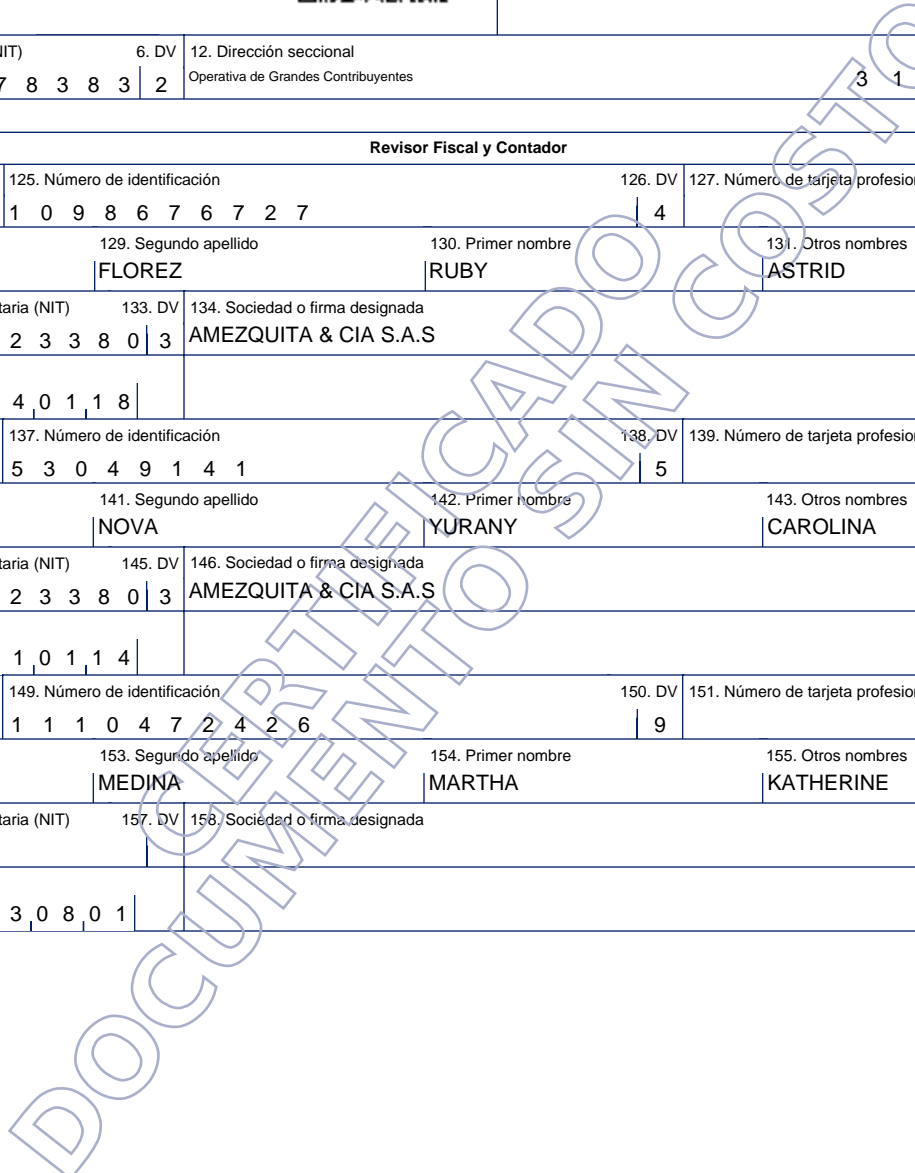 6. DV 12. Dirección seccional
8 3 8 3 2 Operativa de Grandes Contribuyentes 3 1
Revisor Fiscal y Contador
125. Número de identificación 126. DV 127. Número de tarjeta
1 0 9 8 6 7 6 7 2 7 4
129. Segundo apellido 130. Primer nombre 131. Otros nombres
FLOREZ RUBY ASTRID
(NIT) 133. DV 134. Sociedad o firma designada
2 3 3 8 0 3 AMEZQUITA & CIA S.A.S
4 0 1 1 8
137. Número de identificación 138. DV 139. Número de tarjeta
5 3 0 4 9 1 4 1 5
141. Segundo apellido 142. Primer nombre 143. Otros nombres
NOVA YURANY CAROLINA
(NIT) 145. DV 146. Sociedad o firma designada
2 3 3 8 0 3 AMEZQUITA & CIA S.A.S
1 0 1 1 4
149. Número de identificación 150. DV 151. Número de tarjeta
1 1 1 0 4 7 2 4 2 6 9
153. Segundo apellido 154. Primer nombre 155. Otros nombres
MEDINA MARTHA KATHERINE
(NIT) 157. DV 158. Sociedad o firma designada
3 0 8 0 1
CERTIFICADO
DOCUMENTO SIN COSTO